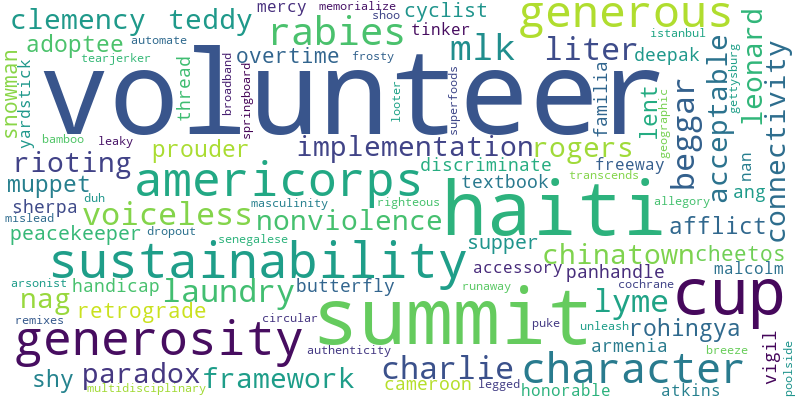 mercy memorialize cyclist generous
clemency teddy rabies shoo tinker mlk liter istanbul
adoptee automate overtime frosty deepak
snowman tearjerker
yardstick thread broadband springboard looter superfoods familia lent geographic acceptable gettysburg leonard connectivity
volunteer
bamboo leaky prouder implementation rogers beggar
rioting discriminate freeway nan
muppet duh americorps textbook transcends ang
sherpa voiceless masculinity righteous haiti allegory
mislead dropout nonviolence afflict
peacekeeper senegalese supper chinatown cheetos
sustainability accessory panhandle malcolm
arsonist handicap laundry butterfly runaway cochrane
nag retrograde summit lyme cup
remixes circular puke unleash rohingya
generosity authenticity armenia breeze vigil poolside
shy paradox framework charlie character
multidisciplinary cameroon legged honorable atkins